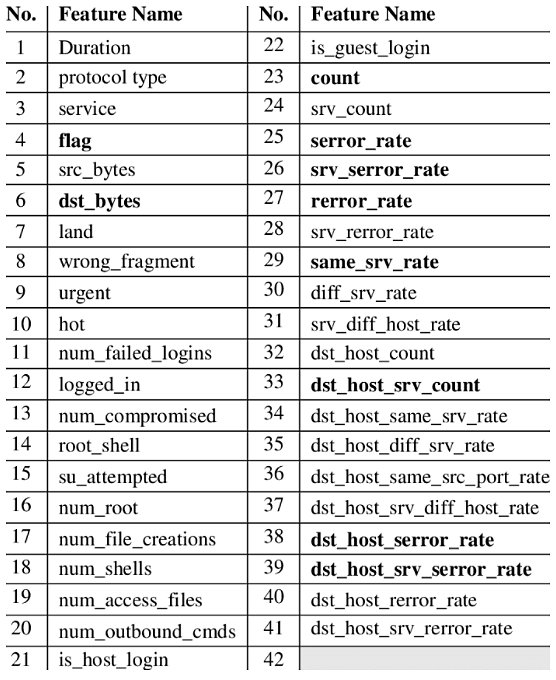 No. Feature Name No. Feature Name
1 Duration 22 is_guest_login
2 protocol type 23 count
3 service 24 srv_count
4 flag 25 serror_rate
5 src_bytes 26 srv_serror_rate
6 dst_bytes 27 rerror_rate
7 land 28 srv_rerror_rate
8 wrong_fragment 29 same_srv_rate
9 urgent 30 diff_srv_rate
10 hot 31 srv_diff_host_rate
11 num_failed_logins 32 dst_host_count
12 logged_in 33 dst_host_srv_count
13 num_compromised 34 dst_host_same_srv_rate
14 root_shell 35 dst_host_diff_srv_rate
15 su_attempted 36 dst_host_same_src_port_rate
16 num_root 37 dst_host_srv_diff_host_rate
17 num_file_creations 38 dst_host_serror_rate
18 num_shells 39 dst_host_srv_serror_rate
19 num_access_files 40 dst_host_rerror_rate
20 num_outbound_cmds 41 dst_host_srv_rerror_rate
21 is_host_login 42